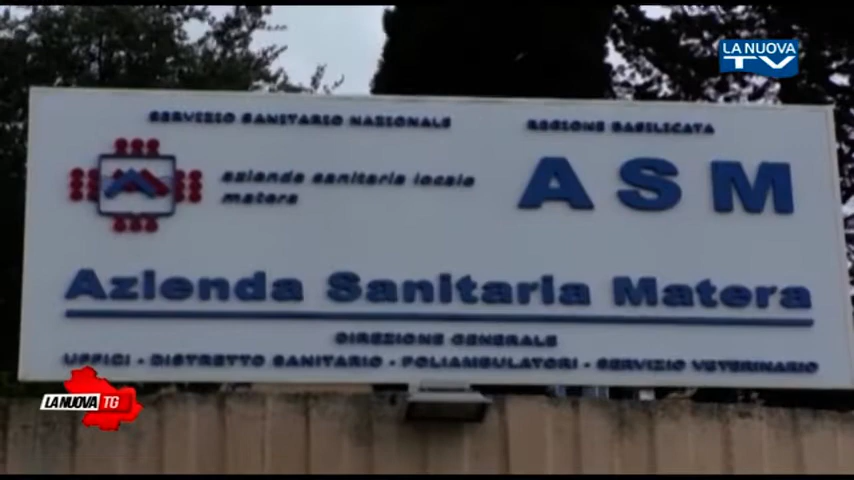 LA NUOVA
TV
SERVIZIO SANITARIO NAZIONALE
REGIONE BASILICATA
azienda sanitaria locale
matera
ASM
Azienda Sanitaria Matera
DIREZIONE GENERALE
UFFICI - DISTRETTO SANITARIO - POLIAMBULATORI - SERVIZIO VETERINARIO
LA NUOVA TG